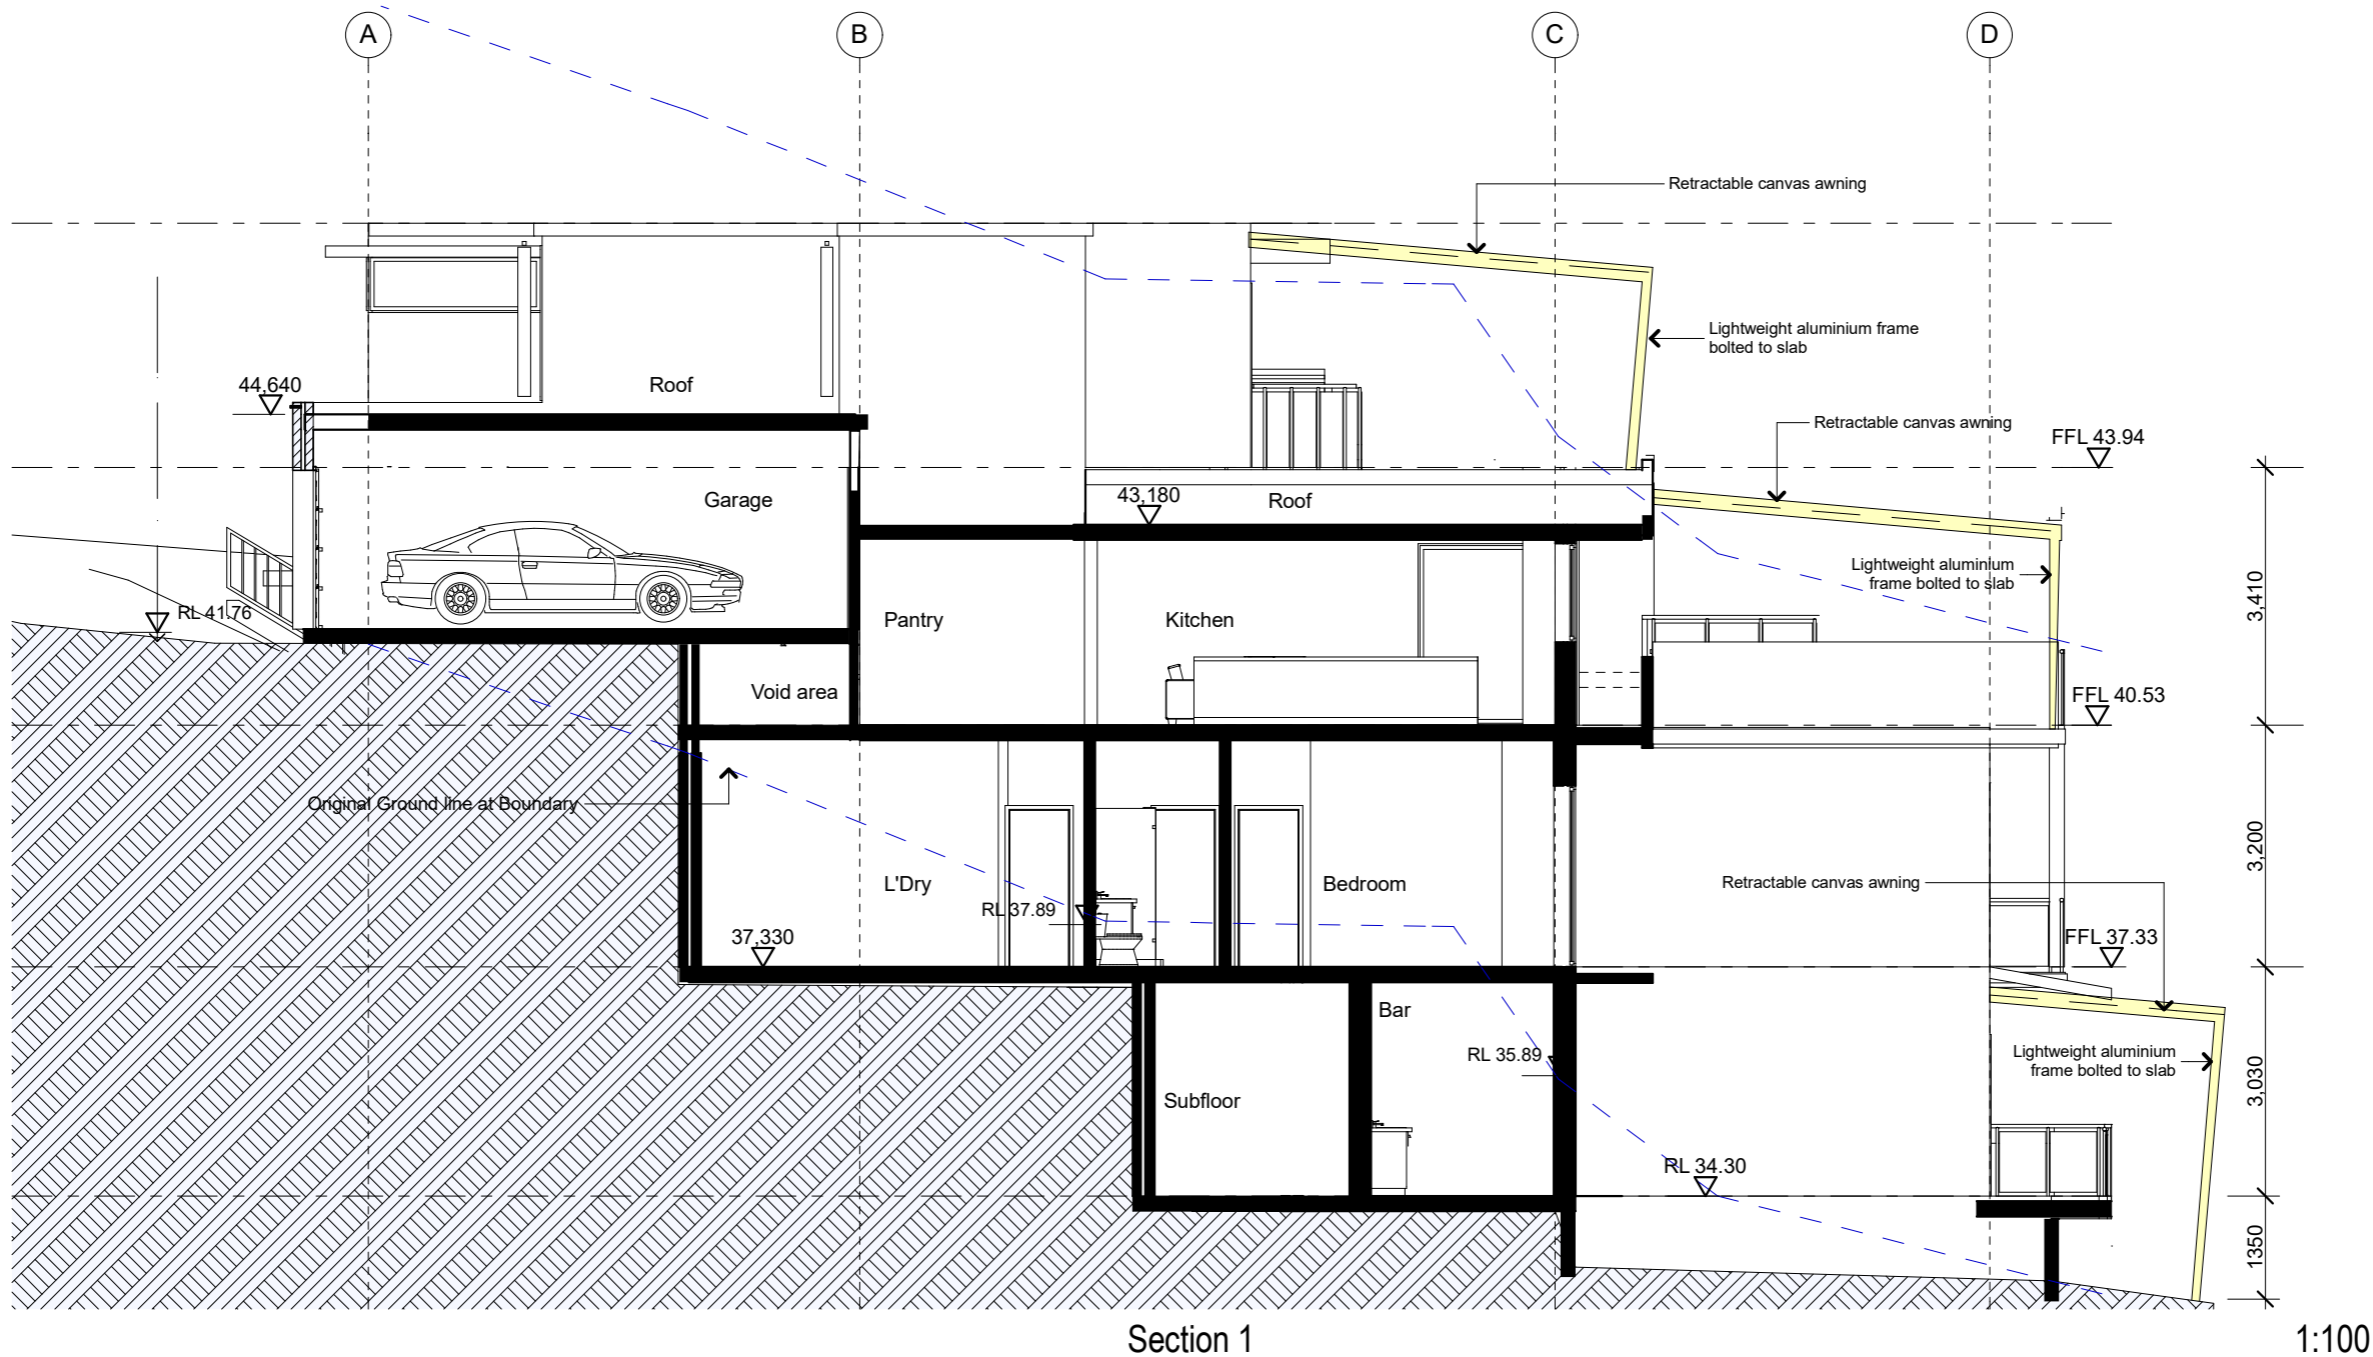 A
B
C
D
Retractable canvas awning
Lightweight aluminium frame
bolted to slab
44,640
Roof
Retractable canvas awning
FFL 43.94
Garage
43,180
Roof
Lightweight aluminium
frame bolted to slab
3,410
RL 41.76
Pantry
Kitchen
Void area
FFL 40.53
Original Ground line at Boundary
3,200
L'Dry
Bedroom
Retractable canvas awning
RL 37.89
37,330
FFL 37.33
Bar
RL 35.89
Lightweight aluminium
frame bolted to slab
3,030
Subfloor
RL 34.30
1350
Section 1
1:100